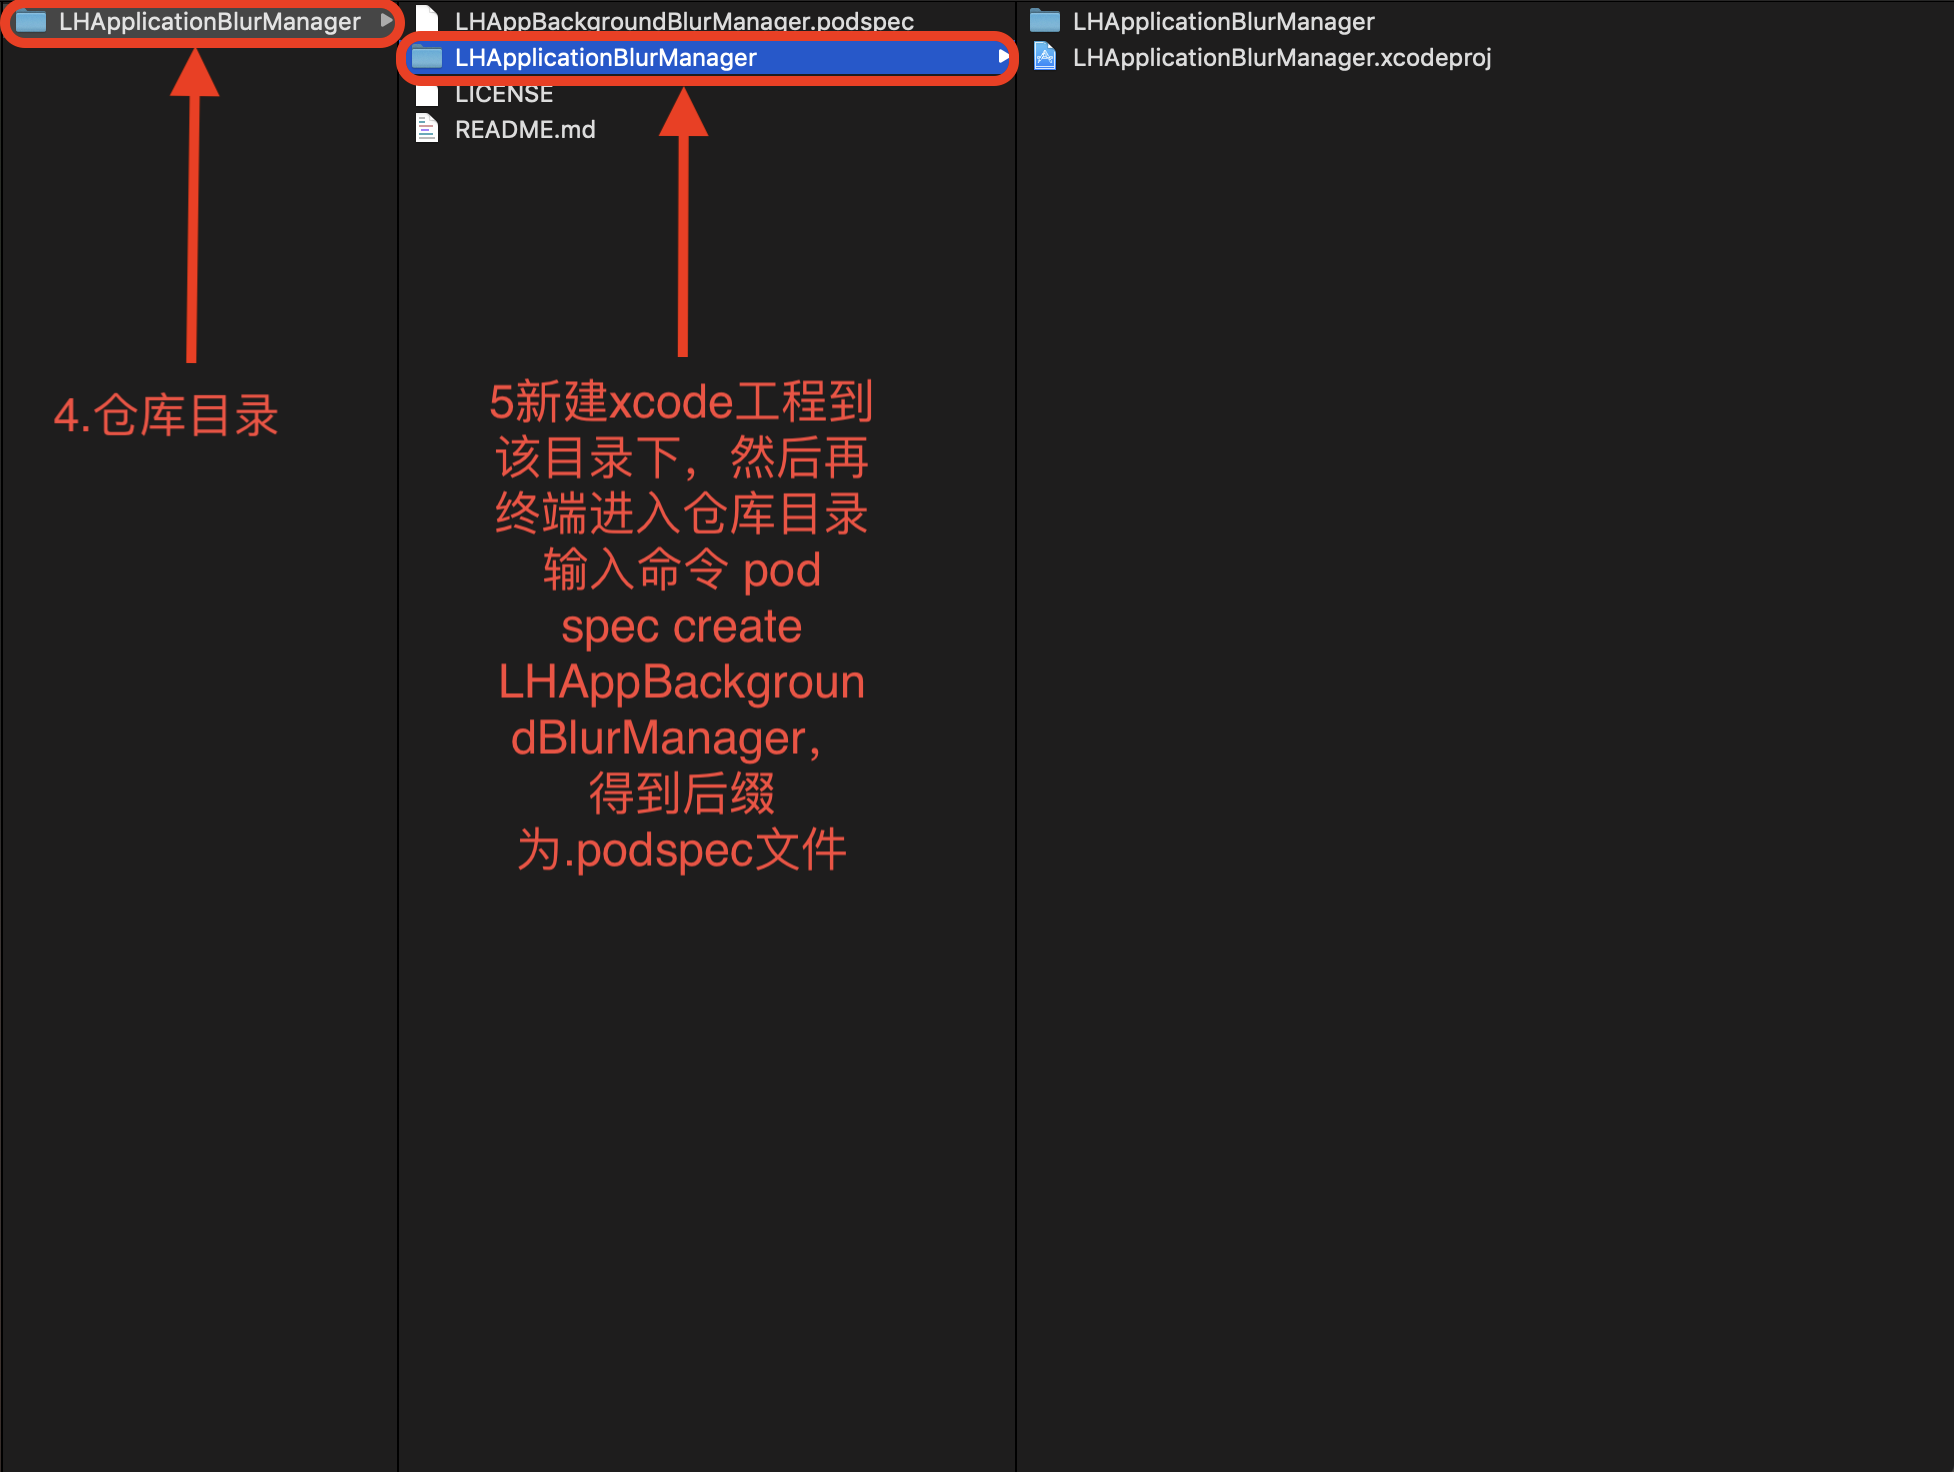 LHApplicationBlurManager
LHAppBackgroundBlurManager.podspec
LHApplicationBlurManager
LICENSE
README.md
LHApplicationBlurManager
LHApplicationBlurManager.xcodeproj
4.仓库目录
5新建xcode工程到
该目录下，然后再
终端进入仓库目录
输入命令 pod
spec create
LHAppBackgroun
dBlurManager，
得到后缀
为.podspec文件